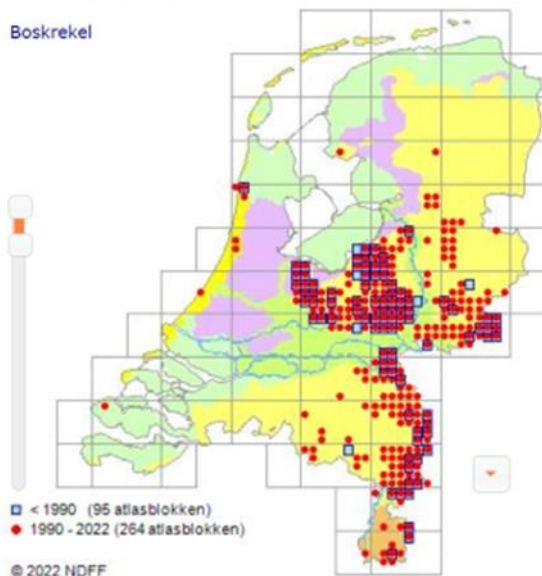 Boskrekel
< 1990 (95 atlasblokken)
1990 - 2022 (264 atlasblokken)
© 2022 NDFF